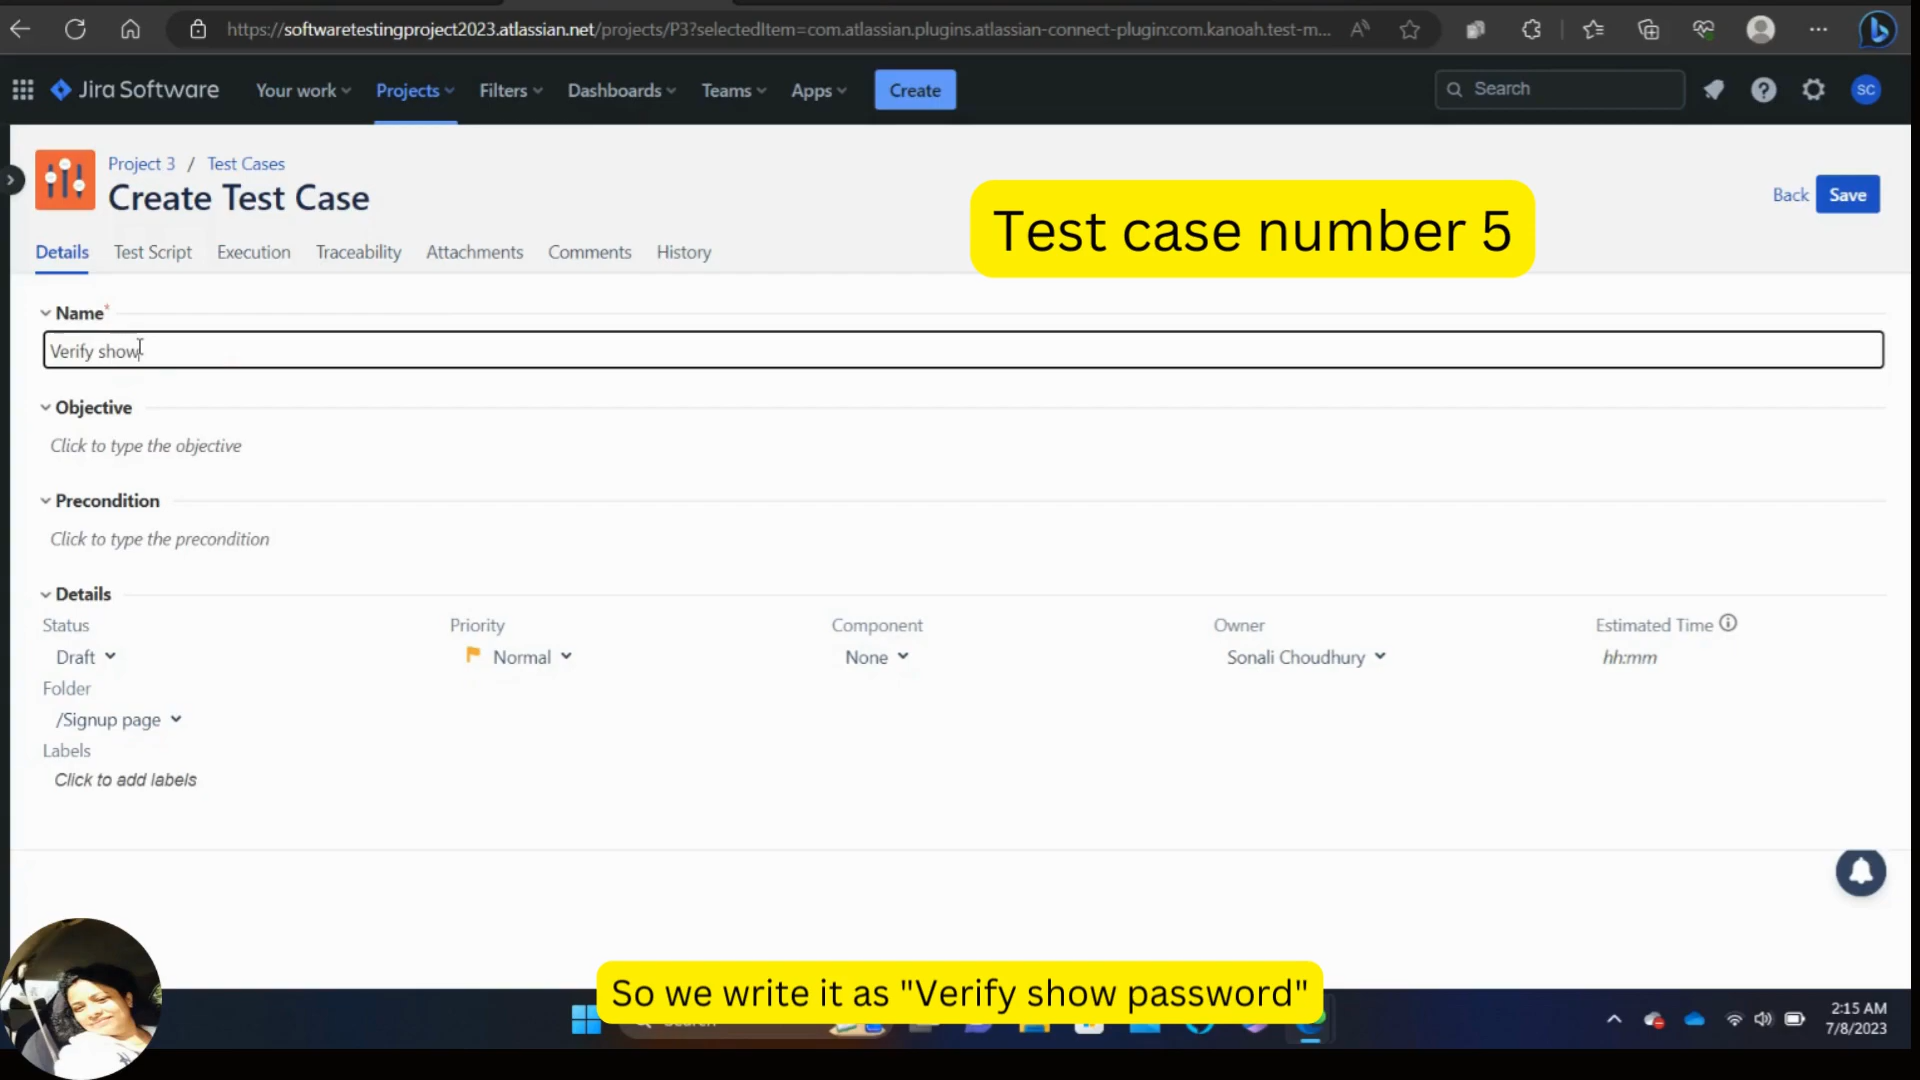 https://softwaretestingproject2023.atlassian.net/projects/P3?selectedItem=com.atlassian.plugins.atlassian-connect-plugin:com.kanoah.test-m...
Jira Software
Your work
Projects
Filters
Dashboards
Teams
Apps
Create
Search
SC
Project 3 / Test Cases
Create Test Case
Test case number 5
Back
Save
Details
Test Script
Execution
Traceability
Attachments
Comments
History
Name*
Verify show
Objective
Click to type the objective
Precondition
Click to type the precondition
Details
Status
Priority
Component
Owner
Estimated Time
Draft
Normal
None
Sonali Choudhury
hh:mm
Folder
/Signup page
Labels
Click to add labels
So we write it as "Verify show password"
2:15 AM
7/8/2023